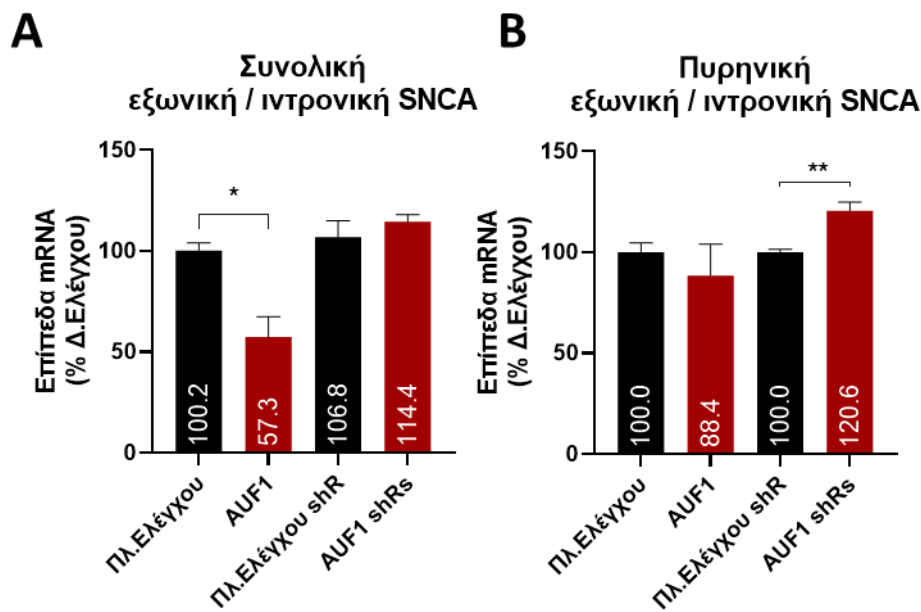 A
Συνολική
εξωνική / ιντρονική SNCA
Επίπεδα mRNA
(% Δ.Ελέγχου)
150
100
50
0
*
100.2
57.3
106.8
114.4
Πλ.Ελέγχου
AUF1
Πλ.Ελέγχου shR
AUF1 shRs
B
Πυρηνική
εξωνική / ιντρονική SNCA
Επίπεδα mRNA
(% Δ.Ελέγχου)
150
100
50
0
**
100.0
88.4
100.0
120.6
Πλ.Ελέγχου
AUF1
Πλ.Ελέγχου shR
AUF1 shRs